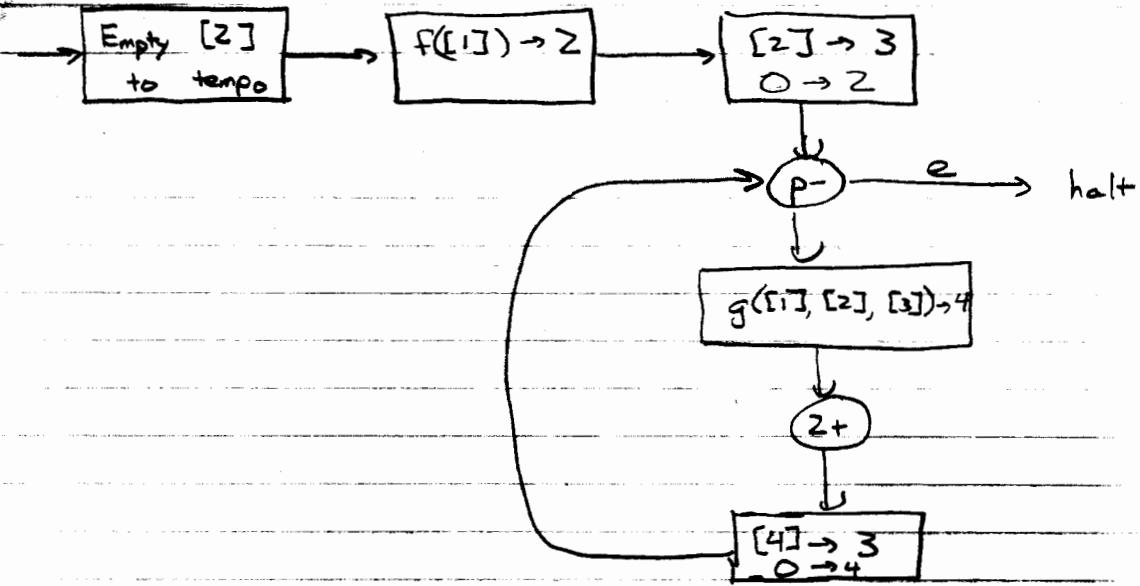 Empty [2]
to tempo
f([1]) → 2
[2] → 3
0 → 2
p-
e
halt
g([1], [2], [3]) → 4
2+
[4] → 3
0 → 4